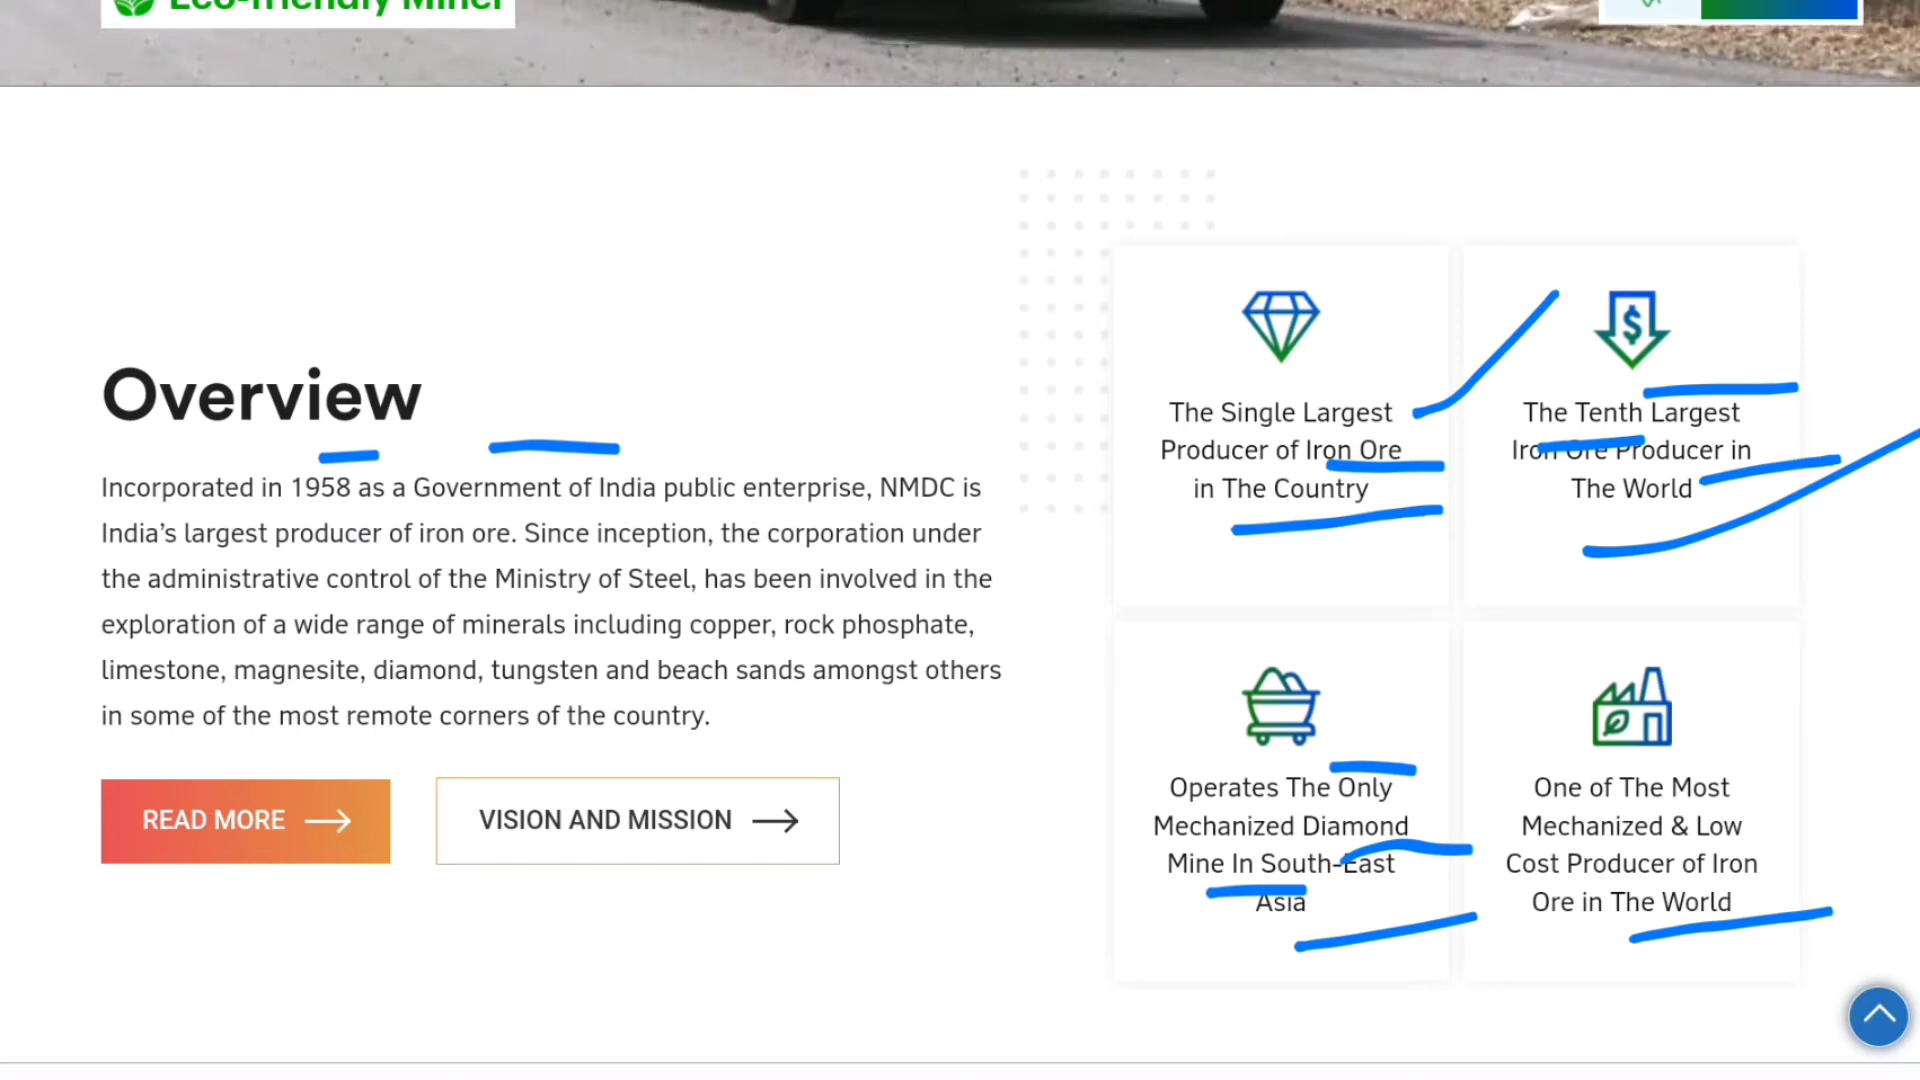 Eco-friendly Miner
Overview
Incorporated in 1958 as a Government of India public enterprise, NMDC is
India’s largest producer of iron ore. Since inception, the corporation under
the administrative control of the Ministry of Steel, has been involved in the
exploration of a wide range of minerals including copper, rock phosphate,
limestone, magnesite, diamond, tungsten and beach sands amongst others
in some of the most remote corners of the country.
READ MORE
VISION AND MISSION
The Single Largest
Producer of Iron Ore
in The Country
The Tenth Largest
Iron Ore Producer in
The World
Operates The Only
Mechanized Diamond
Mine In South-East
Asia
One of The Most
Mechanized & Low
Cost Producer of Iron
Ore in The World